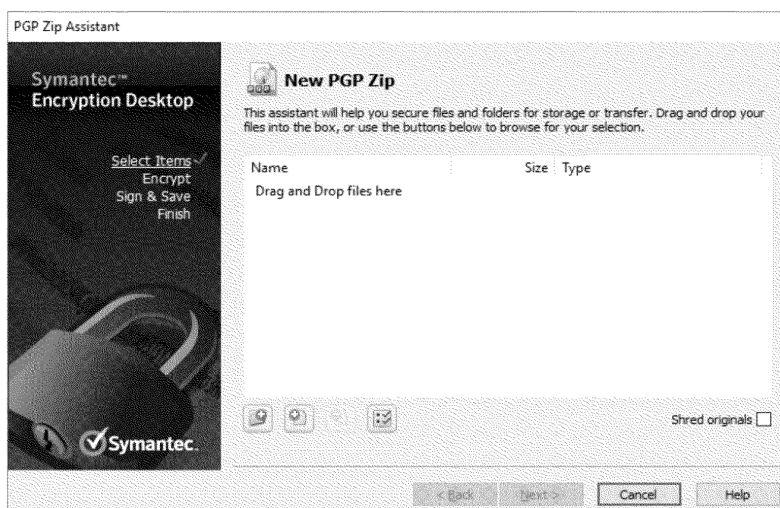 PGP Zip Assistant
Symantec™
Encryption Desktop
Select Items
Encrypt
Sign & Save
Finish
New PGP Zip
This assistant will help you secure files and folders for storage or transfer. Drag and drop your
files into the box, or use the buttons below to browse for your selection.
Name Size Type
Drag and Drop files here
Shred originals
Symantec.
< Back Next > Cancel Help